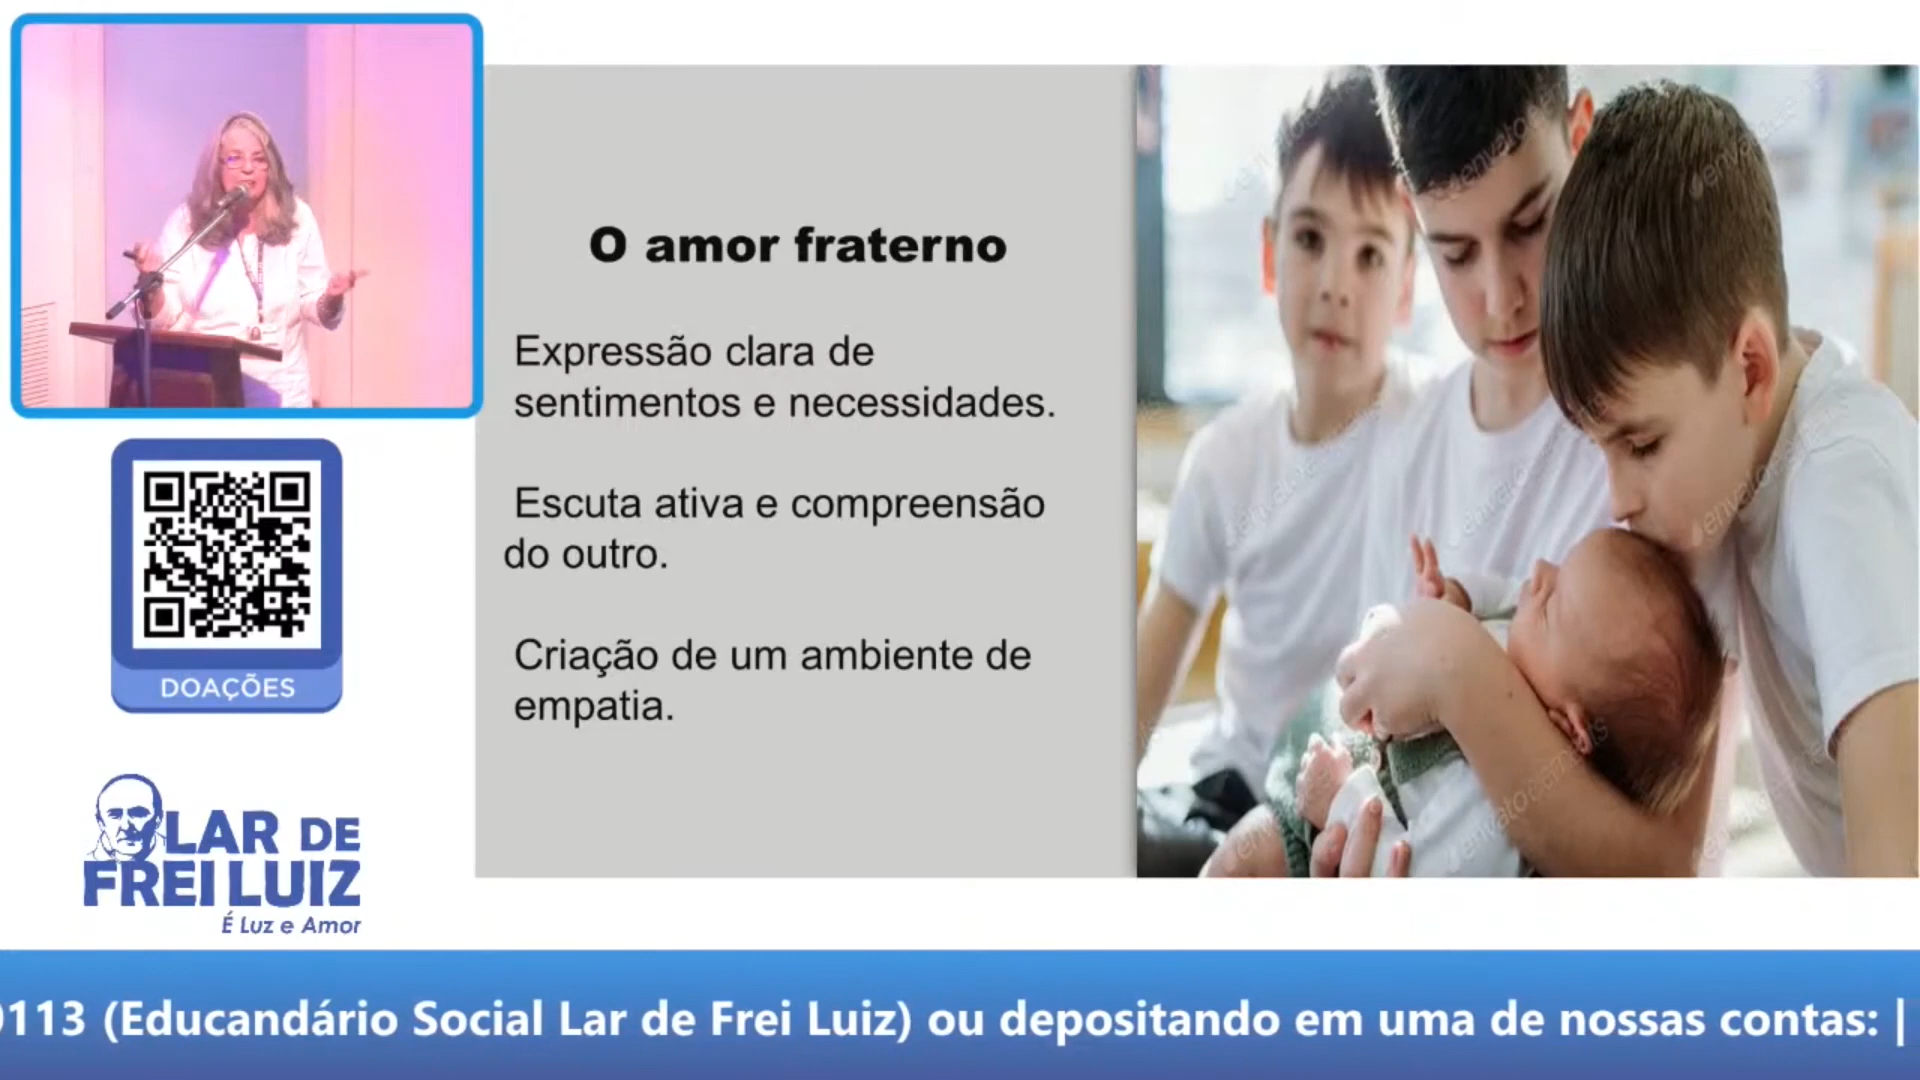 O amor fraterno
Expressão clara de
sentimentos e necessidades.
Escuta ativa e compreensão
do outro.
Criação de um ambiente de
empatia.
DOAÇÕES
LAR DE
FREI LUIZ
É Luz e Amor
113 (Educandário Social Lar de Frei Luiz) ou depositando em uma de nossas contas: |